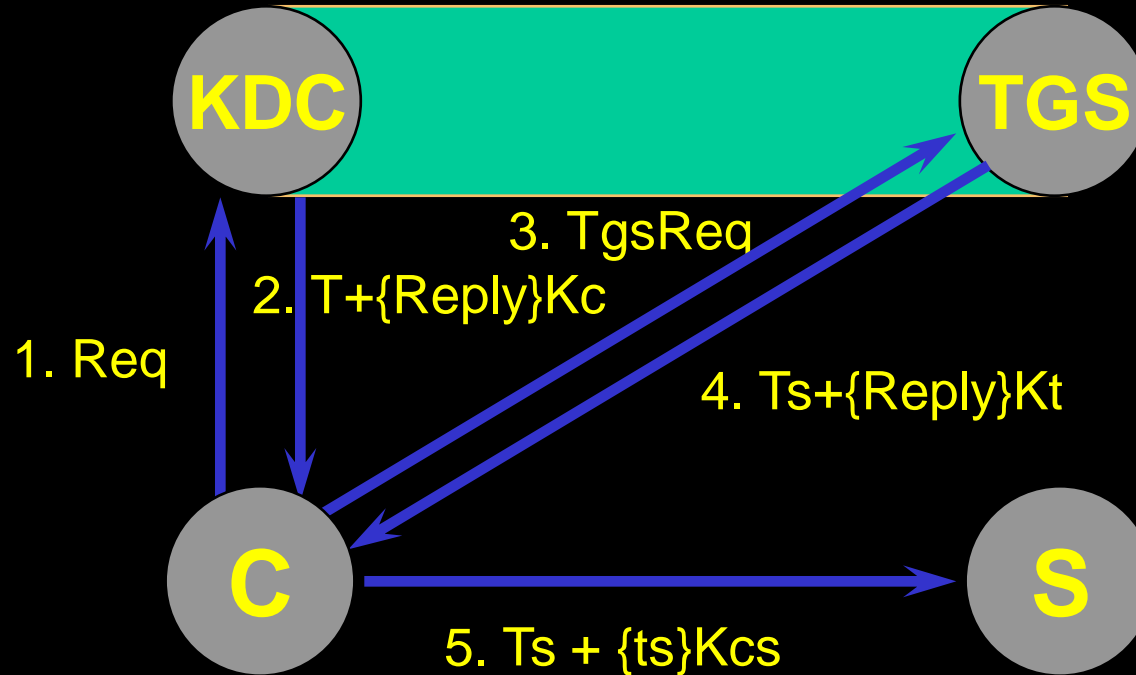 KDC
TGS
3. TgsReq
2. T+{Reply}Kc
1. Req
4. Ts+{Reply}Kt
C
S
5. Ts + {ts}Kcs